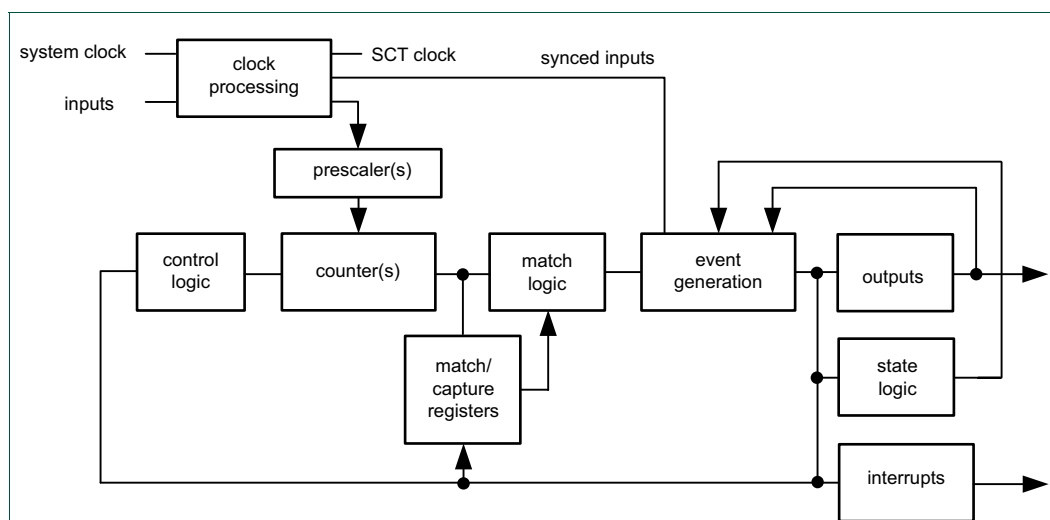 system clock
inputs
clock
processing
SCT clock
synced inputs
prescaler(s)
control
logic
counter(s)
match
logic
event
generation
outputs
match/
capture
registers
state
logic
interrupts